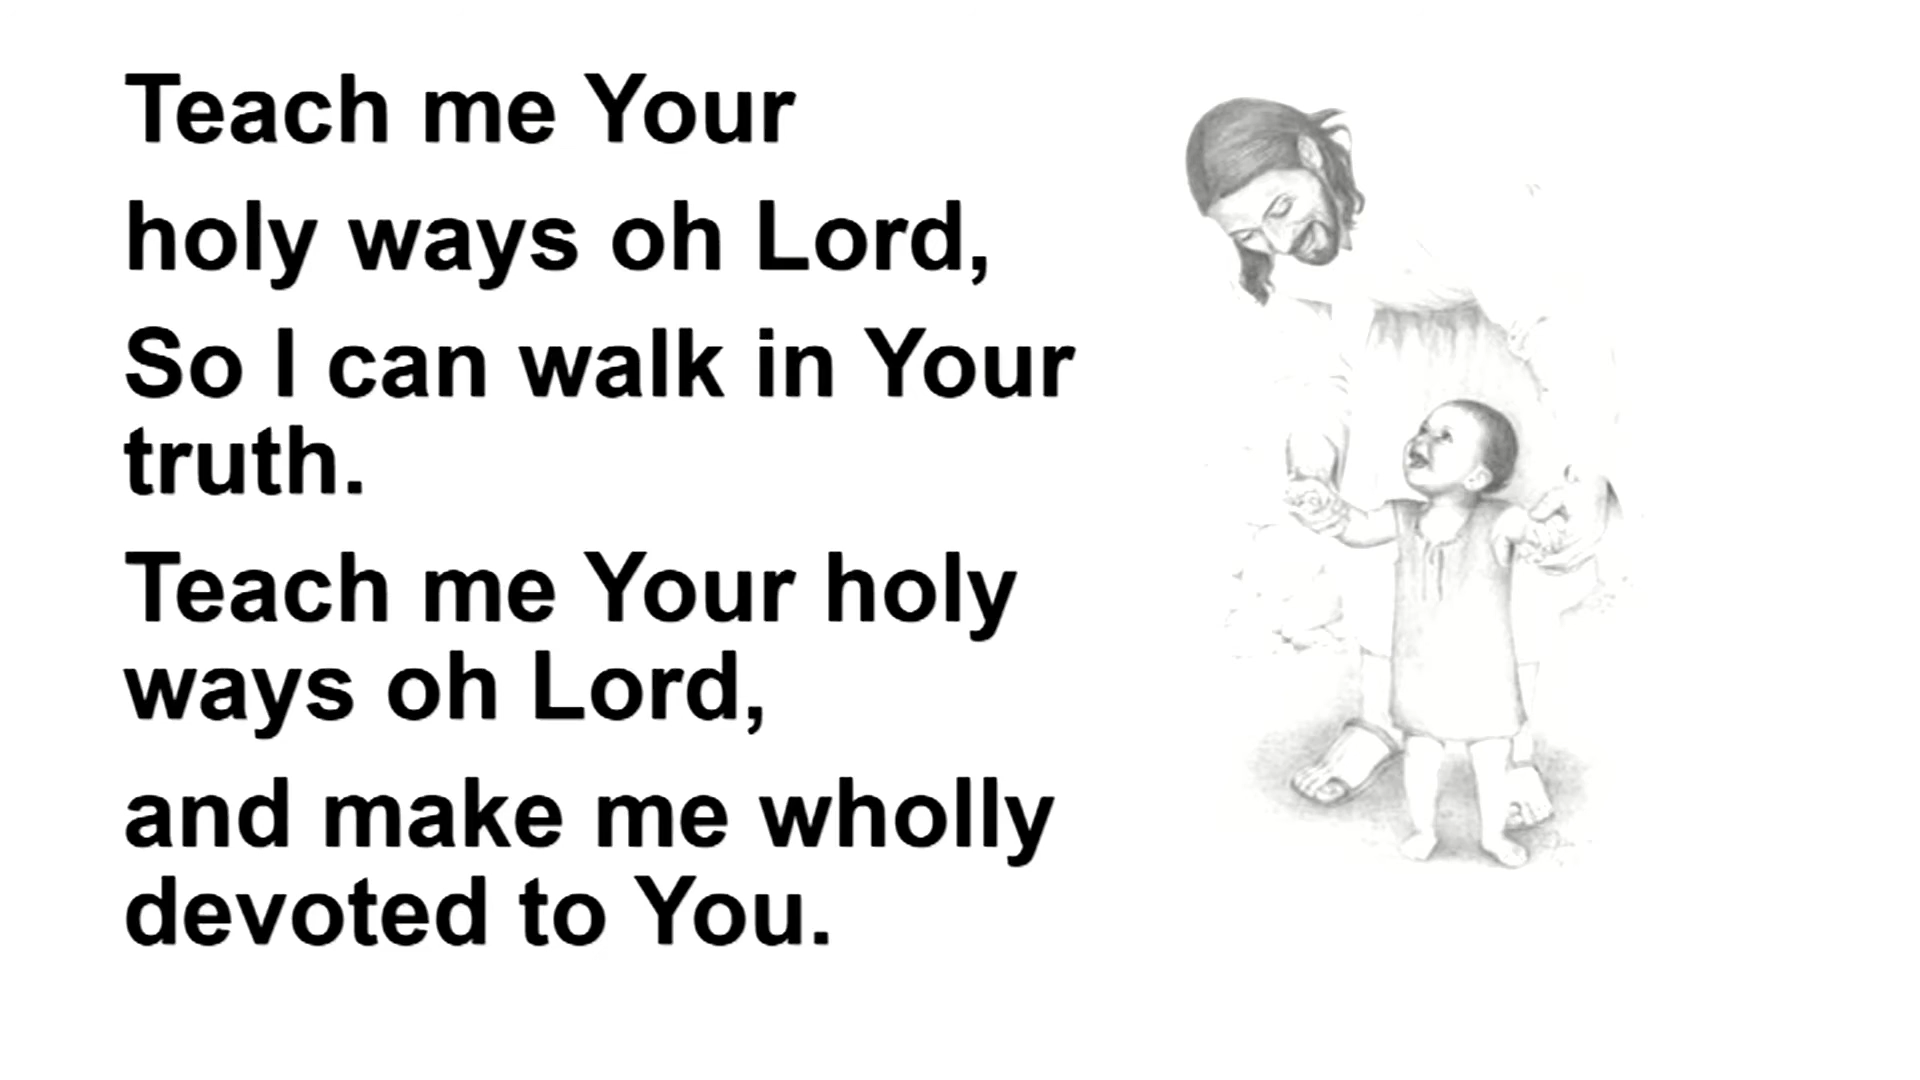 Teach me Your
holy ways oh Lord,
So I can walk in Your
truth.
Teach me Your holy
ways oh Lord,
and make me wholly
devoted to You.